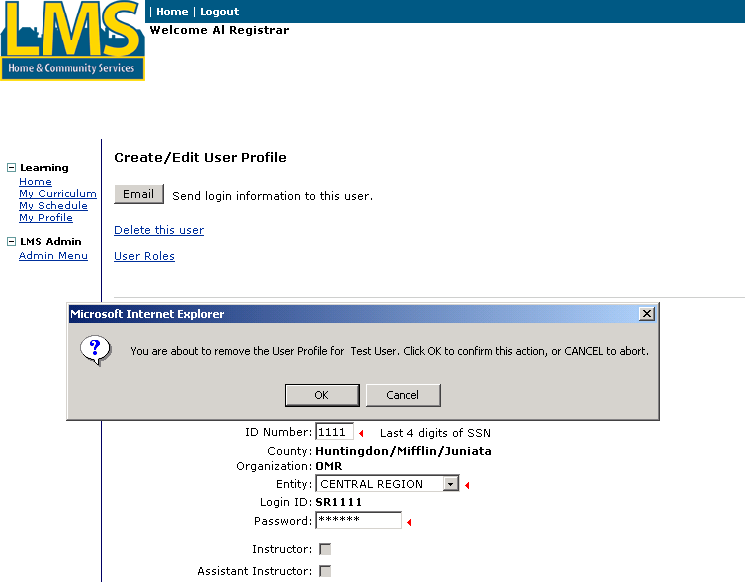 LMS
Home & Community Services
| Home | Logout
Welcome Al Registrar
Learning
Home
My Curriculum
My Schedule
My Profile
LMS Admin
Admin Menu
Create/Edit User Profile
Email Send login information to this user.
Delete this user
User Roles
Microsoft Internet Explorer
You are about to remove the User Profile for Test User. Click OK to confirm this action, or CANCEL to abort.
OK Cancel
ID Number: 1111 Last 4 digits of SSN
County: Huntingdon/Mifflin/Juniata
Organization: OMR
Entity: CENTRAL REGION
Login ID: SR1111
Password: ******
Instructor:
Assistant Instructor: